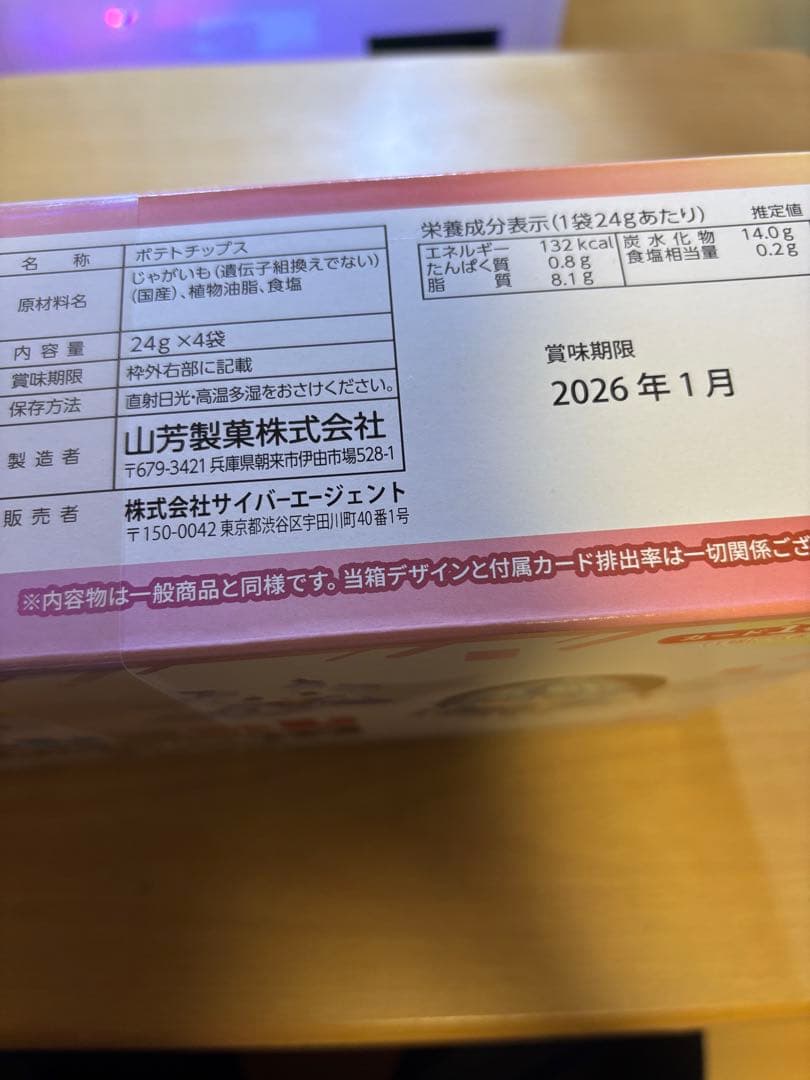 名称 ポテトチップス
原材料名 じゃがいも(遺伝子組換えでない)
(国産)、植物油脂、食塩
内容量 24g×4袋
賞味期限 枠外右部に記載
保存方法 直射日光・高温多湿をおさけください。
製造者 山芳製菓株式会社
〒679-3421 兵庫県朝来市伊由市場528-1
販売者 株式会社サイバーエージェント
〒150-0042 東京都渋谷区宇田川町40番1号
栄養成分表示(1袋24gあたり) 推定値
エネルギー 132 kcal 炭水化物 14.0g
たんぱく質 0.8g 食塩相当量 0.2g
脂質 8.1g
賞味期限
2026年1月
※内容物は一般商品と同様です。当箱デザインと付属カード排出率は一切関係ござ